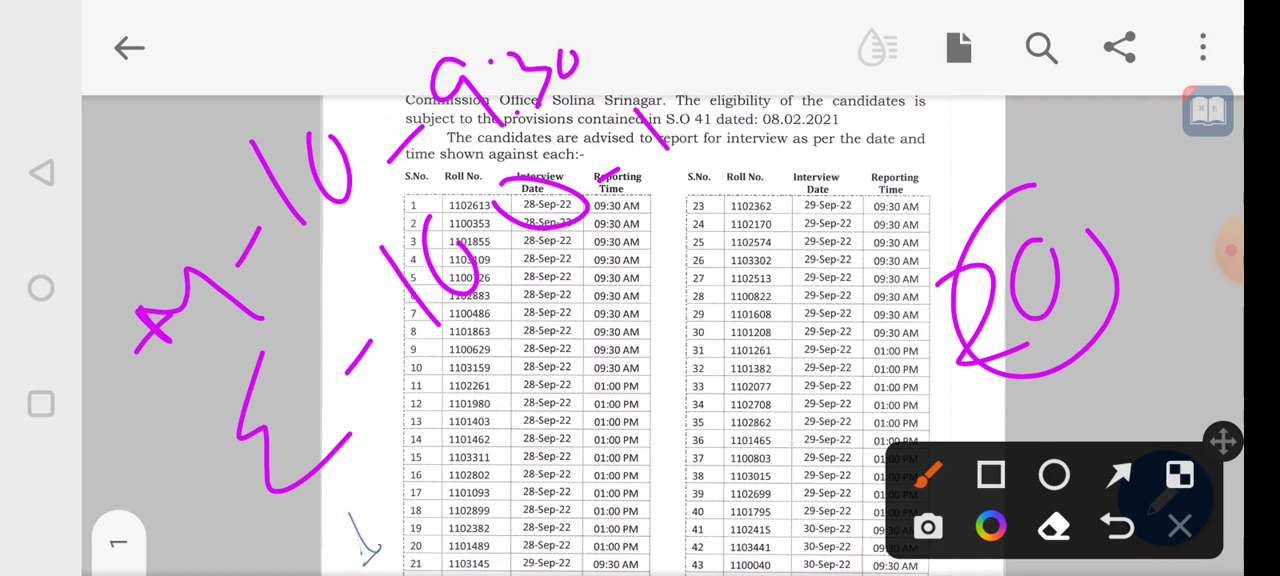 9:30
Commission Office, Solina Srinagar. The eligibility of the candidates is
subject to the provisions contained in S.O 41 dated: 08.02.2021
The candidates are advised to report for interview as per the date and
time shown against each:-
S.No. Roll No. Interview Date Reporting Time
1 1102613 28-Sep-22 09:30 AM
2 1100353 28-Sep-22 09:30 AM
3 1101855 28-Sep-22 09:30 AM
4 28-Sep-22 09:30 AM
5 28-Sep-22 09:30 AM
28-Sep-22 09:30 AM
7 1100486 28-Sep-22 09:30 AM
8 1101863 28-Sep-22 09:30 AM
9 1100629 28-Sep-22 09:30 AM
10 1103159 28-Sep-22 09:30 AM
11 1102261 28-Sep-22 01:00 PM
12 1101980 28-Sep-22 01:00 PM
13 1101403 28-Sep-22 01:00 PM
14 1101462 28-Sep-22 01:00 PM
15 1103311 28-Sep-22 01:00 PM
16 1102802 28-Sep-22 01:00 PM
17 1101093 28-Sep-22 01:00 PM
18 1102899 28-Sep-22 01:00 PM
19 1102382 28-Sep-22 01:00 PM
20 1101489 28-Sep-22 01:00 PM
21 1103145 29-Sep-22 09:30 AM
S.No. Roll No. Interview Date Reporting Time
23 1102362 29-Sep-22 09:30 AM
24 1102170 29-Sep-22 09:30 AM
25 1102574 29-Sep-22 09:30 AM
26 1103302 29-Sep-22 09:30 AM
27 1102513 29-Sep-22 09:30 AM
28 1100822 29-Sep-22 09:30 AM
29 1101608 29-Sep-22 09:30 AM
30 1101208 29-Sep-22 09:30 AM
31 1101261 29-Sep-22 01:00 PM
32 1101382 29-Sep-22 01:00 PM
33 1102077 29-Sep-22 01:00 PM
34 1102708 29-Sep-22 01:00 PM
35 1102862 29-Sep-22 01:00 PM
36 1101465 29-Sep-22 01:00 PM
37 1100803 29-Sep-22
38 1103015 29-Sep-22
39 1102699 29-Sep-22
40 1101795 29-Sep-22
41 1102415 30-Sep-22
42 1103441 30-Sep-22
43 1100040 30-Sep-22 09:30 AM
10
10
20
1